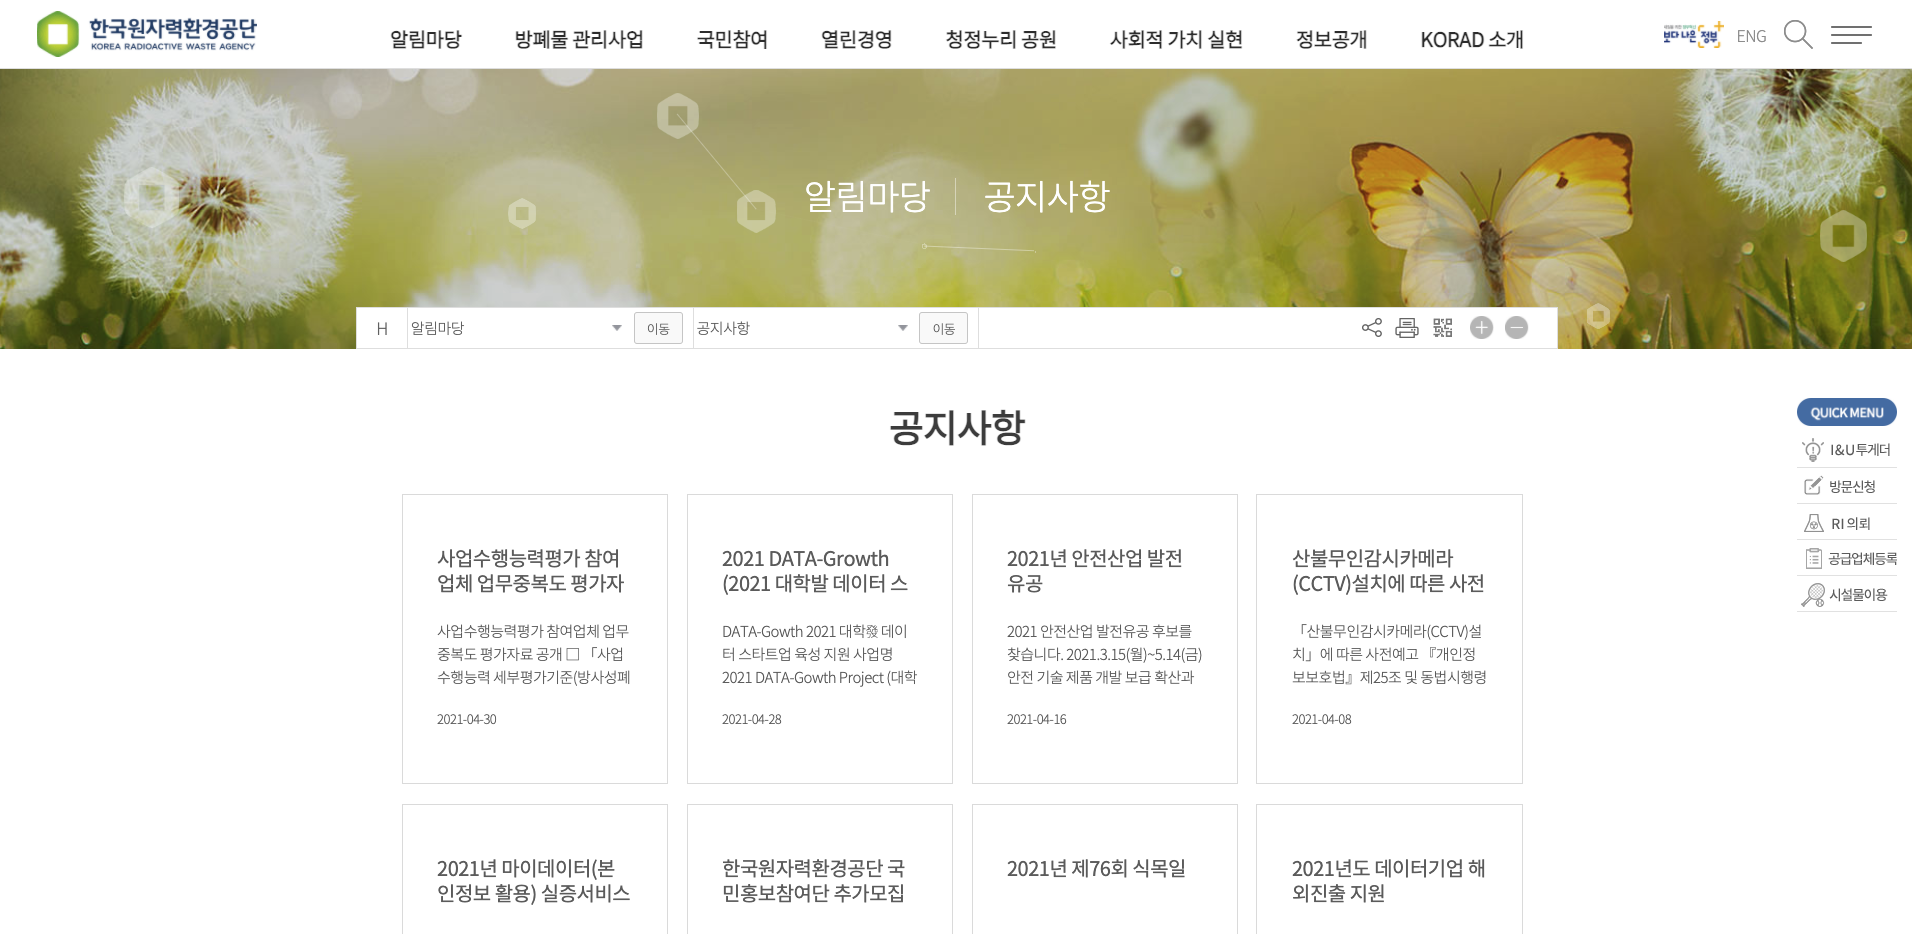 한국원자력환경공단
KOREA RADIOACTIVE WASTE AGENCY
알림마당 방폐물 관리사업 국민참여 열린경영 청정누리 공원 사회적 가치 실현 정보공개 KORAD 소개
보다 나은 정부
ENG
알림마당 공지사항
H 알림마당 이동 공지사항 이동
공지사항
QUICK MENU
I&U투게더
방문신청
RI 의뢰
공급업체등록
시설물이용
사업수행능력평가 참여
업체 업무중복도 평가자
사업수행능력평가 참여업체 업무
중복도 평가자료 공개 □ 「사업
수행능력 세부평가기준(방사성폐
2021-04-30
2021 DATA-Growth
(2021 대학발 데이터 스
DATA-Gowth 2021 대학發 데이
터 스타트업 육성 지원 사업명
2021 DATA-Gowth Project (대학
2021-04-28
2021년 안전산업 발전
유공
2021 안전산업 발전유공 후보를
찾습니다. 2021.3.15(월)~5.14(금)
안전 기술 제품 개발 보급 확산과
2021-04-16
산불무인감시카메라
(CCTV)설치에 따른 사전
「산불무인감시카메라(CCTV)설
치」에 따른 사전예고 『개인정
보보호법』제25조 및 동법시행령
2021-04-08
2021년 마이데이터(본
인정보 활용) 실증서비스
한국원자력환경공단 국
민홍보참여단 추가모집
2021년 제76회 식목일
2021년도 데이터기업 해
외진출 지원